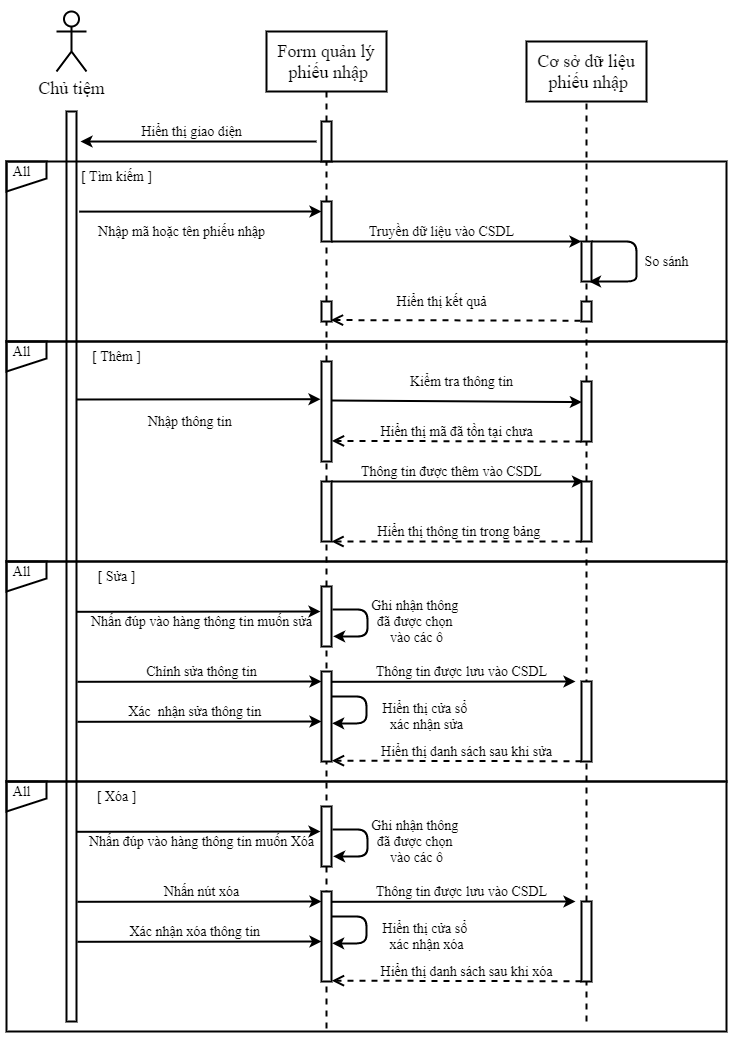 Form quản lý
phiếu nhập
Cơ sở dữ liệu
phiếu nhập
Chủ tiệm
Hiển thị giao diện
All
[ Tìm kiếm ]
Nhập mã hoặc tên phiếu nhập
Truyền dữ liệu vào CSDL
So sánh
Hiển thị kết quả
All
[ Thêm ]
Kiểm tra thông tin
Nhập thông tin
Hiển thị mã đã tồn tại chưa
Thông tin được thêm vào CSDL
Hiển thị thông tin trong bảng
All
[ Sửa ]
Nhấn đúp vào hàng thông tin muốn sửa
Ghi nhận thông
đã được chọn
vào các ô
Chỉnh sửa thông tin
Thông tin được lưu vào CSDL
Xác nhận sửa thông tin
Hiển thị cửa sổ
xác nhận sửa
Hiển thị danh sách sau khi sửa
All
[ Xóa ]
Nhấn đúp vào hàng thông tin muốn Xóa
Ghi nhận thông
đã được chọn
vào các ô
Nhấn nút xóa
Thông tin được lưu vào CSDL
Xác nhận xóa thông tin
Hiển thị cửa sổ
xác nhận xóa
Hiển thị danh sách sau khi xóa